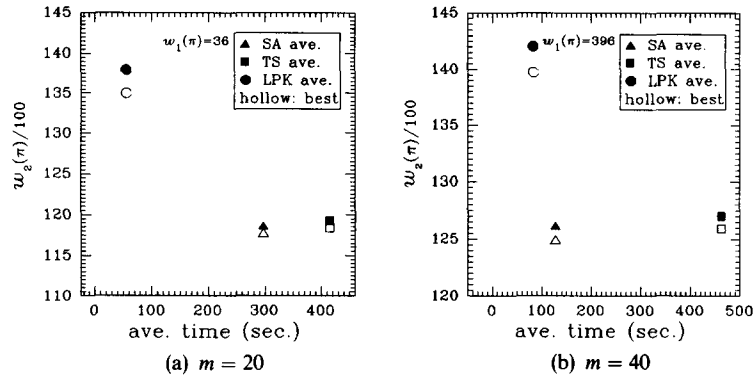 145
140
135
130
125
120
115
110
w₂(π)/100
w₁(π)=36
SA ave.
TS ave.
LPK ave.
hollow: best
0 100 200 300 400
ave. time (sec.)
(a) m = 20
145
140
135
130
125
120
w₂(π)/100
w₁(π)=396
SA ave.
TS ave.
LPK ave.
hollow: best
0 100 200 300 400 500
ave. time (sec.)
(b) m = 40